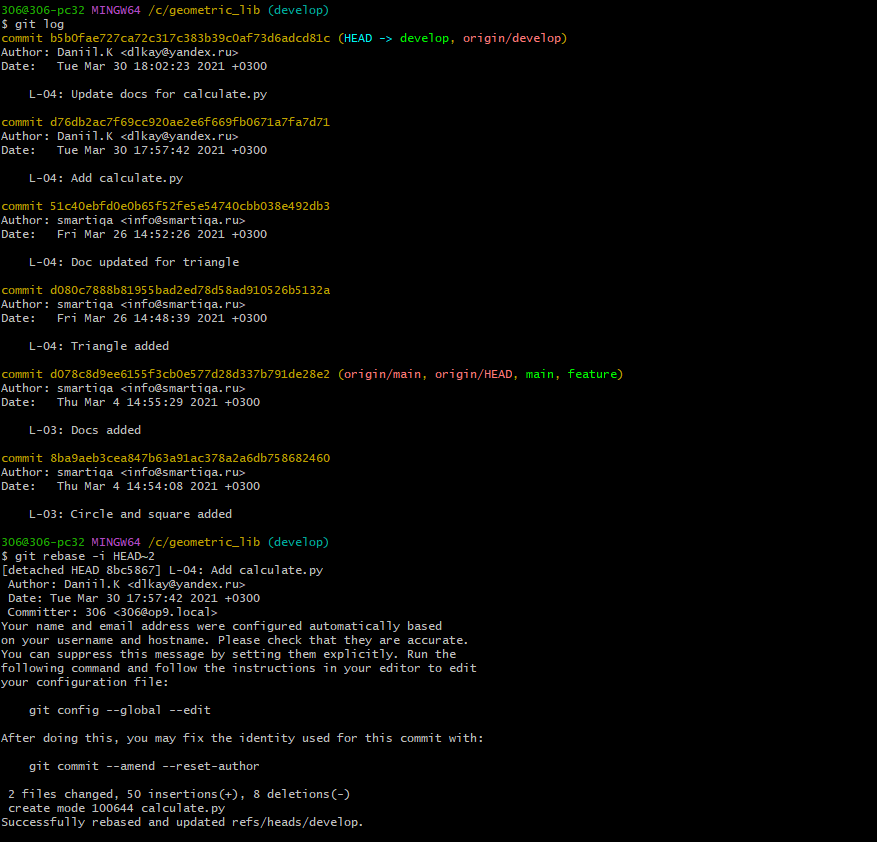 306@306-pc32 MINGW64 /c/geometric_lib (develop)
$ git log
commit b5b0fae727ca72c317c383b39c0af73d6adcd81c (HEAD -> develop, origin/develop)
Author: Daniil.K <dlkay@yandex.ru>
Date:   Tue Mar 30 18:02:23 2021 +0300

    L-04: Update docs for calculate.py

commit d76db2ac7f69cc920ae2e6f669fb0671a7fa7d71
Author: Daniil.K <dlkay@yandex.ru>
Date:   Tue Mar 30 17:57:42 2021 +0300

    L-04: Add calculate.py

commit 51c40ebfd0e0b65f52fe5e54740cbb038e492db3
Author: smartiqa <info@smartiqa.ru>
Date:   Fri Mar 26 14:52:26 2021 +0300

    L-04: Doc updated for triangle

commit d080c7888b81955bad2ed78d58ad910526b5132a
Author: smartiqa <info@smartiqa.ru>
Date:   Fri Mar 26 14:48:39 2021 +0300

    L-04: Triangle added

commit d078c8d9ee6155f3cb0e577d28d337b791de28e2 (origin/main, origin/HEAD, main, feature)
Author: smartiqa <info@smartiqa.ru>
Date:   Thu Mar 4 14:55:29 2021 +0300

    L-03: Docs added

commit 8ba9aeb3cea847b63a91ac378a2a6db758682460
Author: smartiqa <info@smartiqa.ru>
Date:   Thu Mar 4 14:54:08 2021 +0300

    L-03: Circle and square added

306@306-pc32 MINGW64 /c/geometric_lib (develop)
$ git rebase -i HEAD~2
[detached HEAD 8bc5867] L-04: Add calculate.py
 Author: Daniil.K <dlkay@yandex.ru>
 Date: Tue Mar 30 17:57:42 2021 +0300
 Committer: 306 <306@op9.local>
Your name and email address were configured automatically based
on your username and hostname. Please check that they are accurate.
You can suppress this message by setting them explicitly. Run the
following command and follow the instructions in your editor to edit
your configuration file:

    git config --global --edit

After doing this, you may fix the identity used for this commit with:

    git commit --amend --reset-author

 2 files changed, 50 insertions(+), 8 deletions(-)
 create mode 100644 calculate.py
Successfully rebased and updated refs/heads/develop.